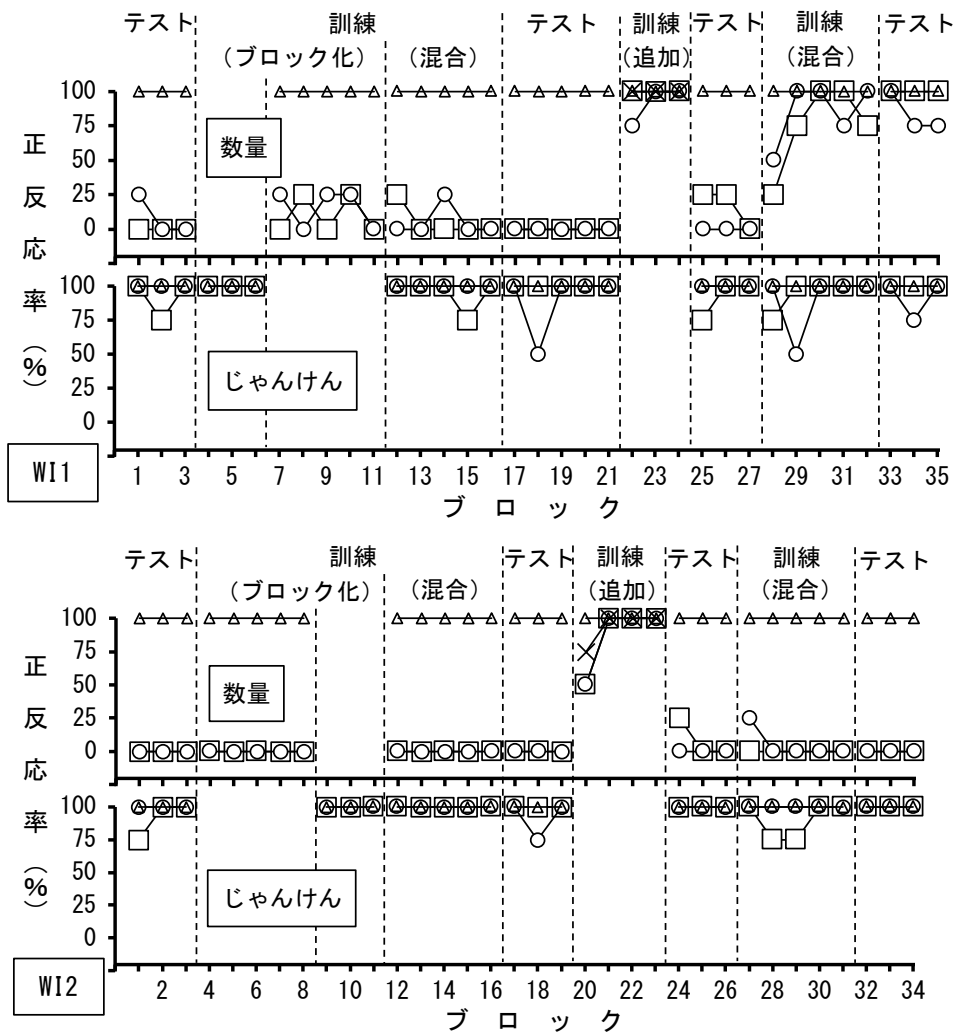 テスト 訓練 テスト 訓練 テスト 訓練 テスト
（ブロック化） （混合） （追加） （混合）
100
75
50
25
0
数量
正反応率（%）
100
75
50
25
0
じゃんけん
WI1
1 3 5 7 9 11 13 15 17 19 21 23 25 27 29 31 33 35
ブロック
テスト 訓練 テスト 訓練 テスト 訓練 テスト
（ブロック化） （混合） （追加） （混合）
100
75
50
25
0
数量
正反応率（%）
100
75
50
25
0
じゃんけん
WI2
2 4 6 8 10 12 14 16 18 20 22 24 26 28 30 32 34
ブロック